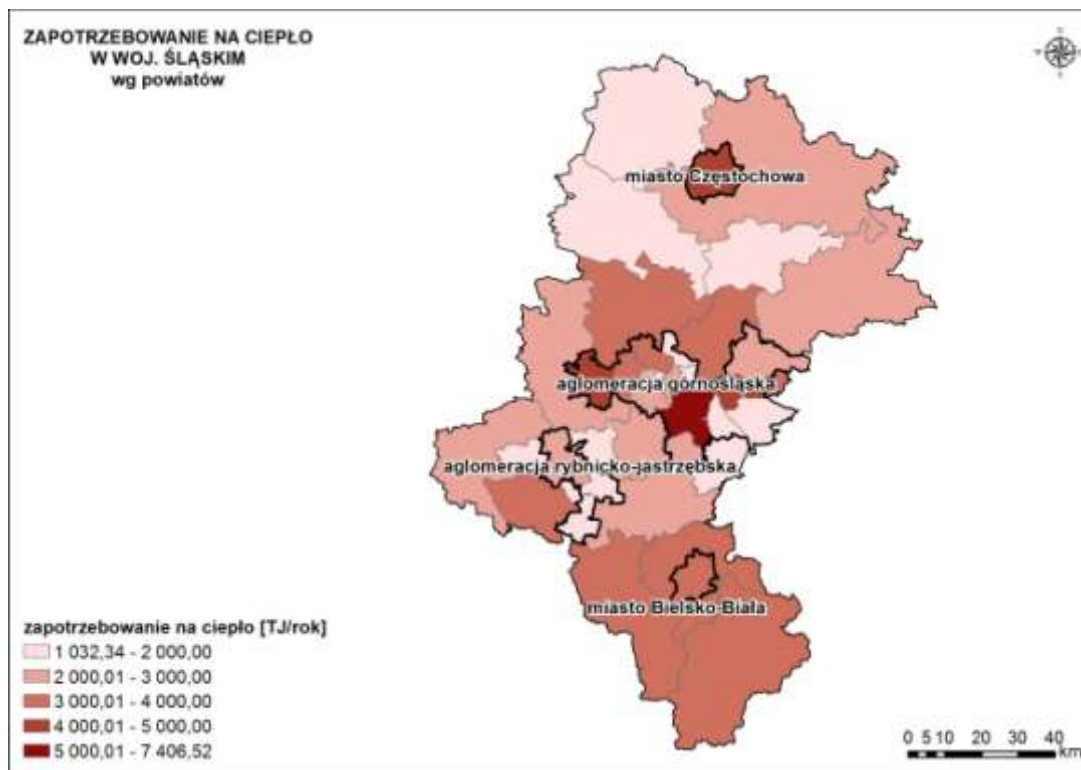 ZAPOTRZEBOWANIE NA CIEPŁO
W WOJ. ŚLĄSKIM
wg powiatów
miasto Częstochowa
aglomeracja górnośląska
aglomeracja rybnicko-jastrzębska
miasto Bielsko-Biała
zapotrzebowanie na ciepło [TJ/rok]
1 032,34 - 2 000,00
2 000,01 - 3 000,00
3 000,01 - 4 000,00
4 000,01 - 5 000,00
5 000,01 - 7 406,52
0 5 10 20 30 40
km